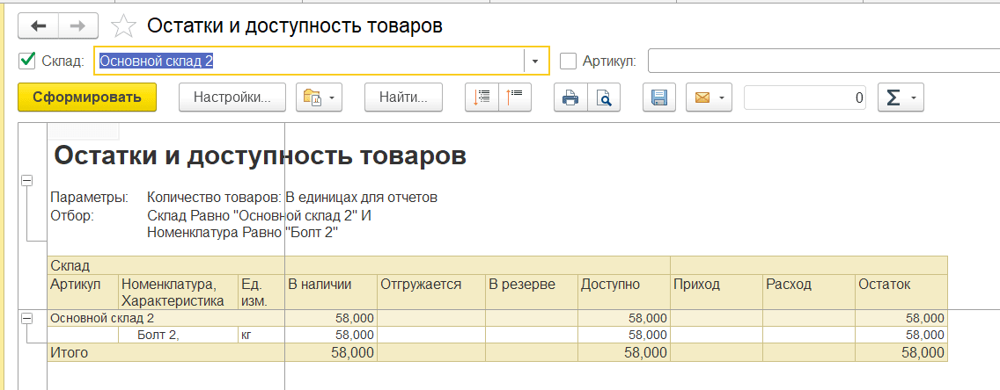 Остатки и доступность товаров
Склад: Основной склад 2 Артикул:
Сформировать Настройки... Найти... 0 Σ
Остатки и доступность товаров
Параметры: Количество товаров: В единицах для отчетов
Отбор: Склад Равно "Основной склад 2" И
Номенклатура Равно "Болт 2"
Склад
Артикул Номенклатура, Характеристика Ед. изм. В наличии Отгружается В резерве Доступно Приход Расход Остаток
Основной склад 2 58,000 58,000 58,000
Болт 2, кг 58,000 58,000 58,000
Итого 58,000 58,000 58,000